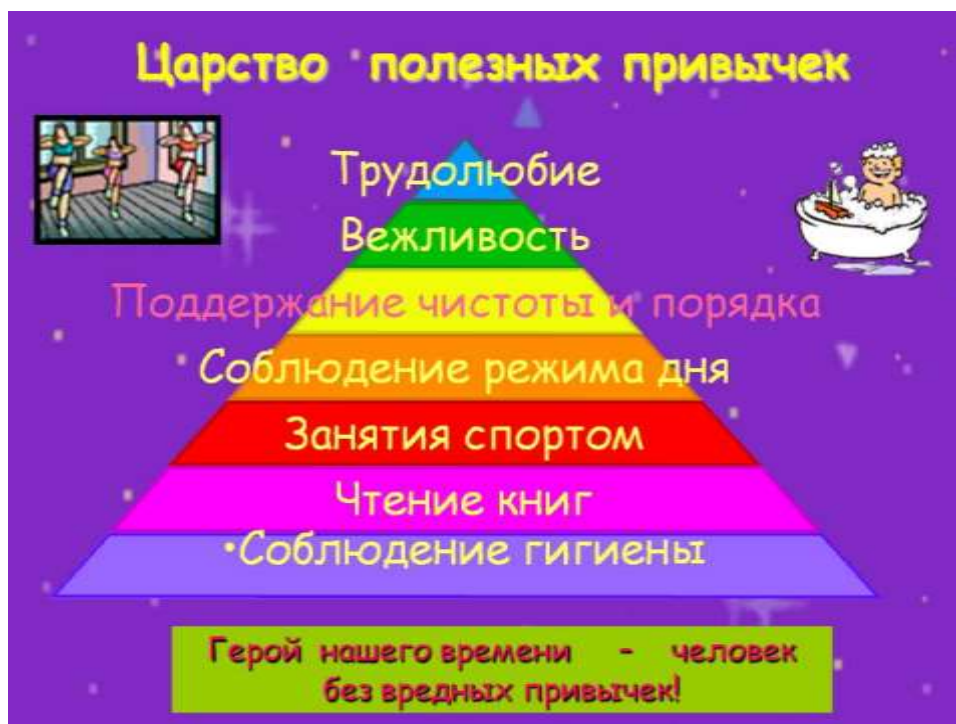 Царство полезных привычек
Трудолюбие
Вежливость
Поддержание чистоты и порядка
Соблюдение режима дня
Занятия спортом
Чтение книг
•Соблюдение гигиены
Герой нашего времени - человек
без вредных привычек!